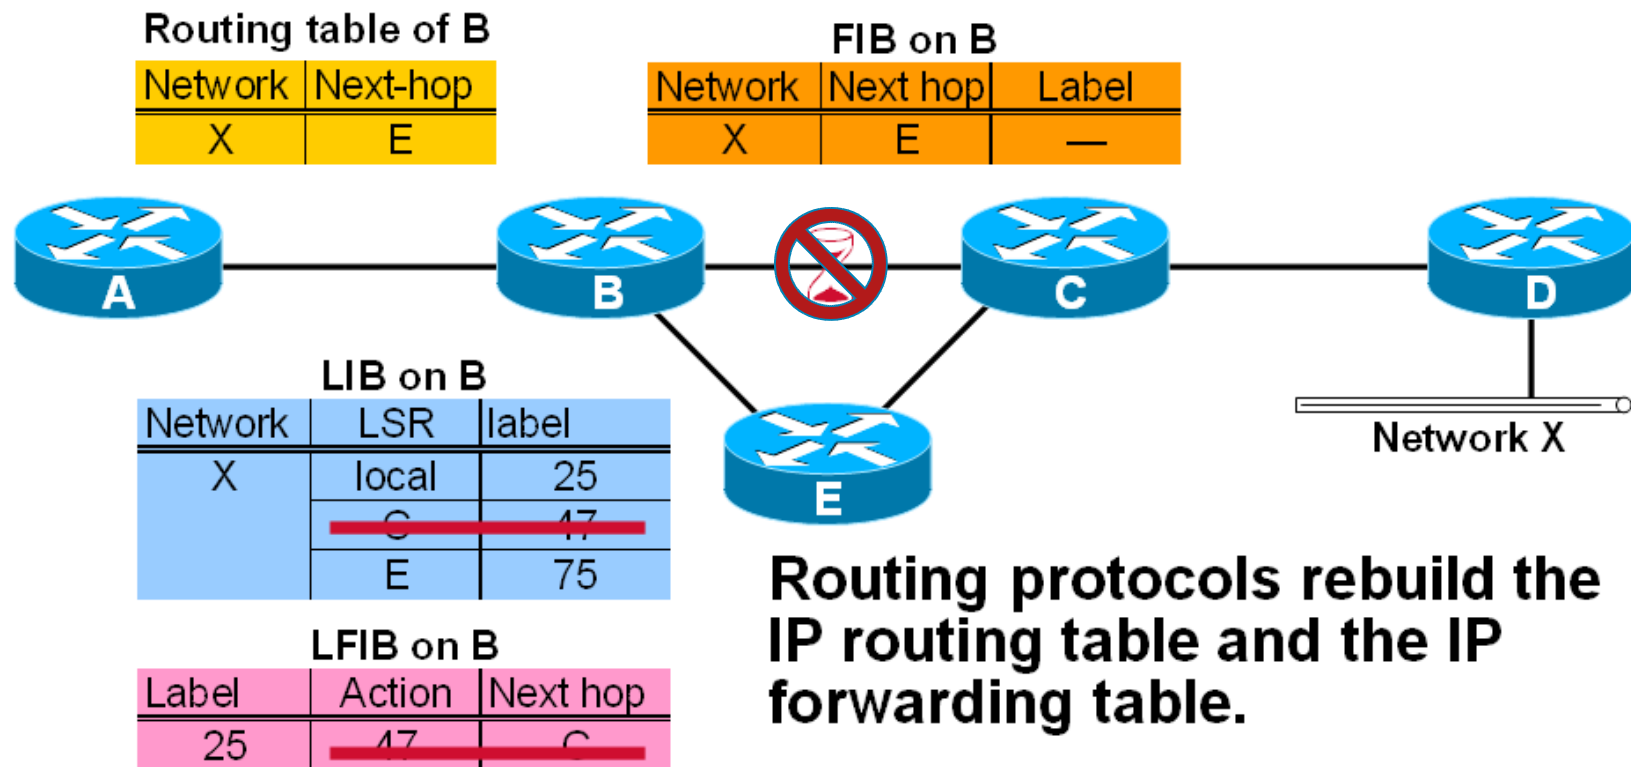 Routing table of B
Network Next-hop
X E
FIB on B
Network Next hop Label
X E —
A
B
C
D
E
Network X
LIB on B
Network LSR label
X local 25
C 47
E 75
LFIB on B
Label Action Next hop
25 47 C
Routing protocols rebuild the
IP routing table and the IP
forwarding table.